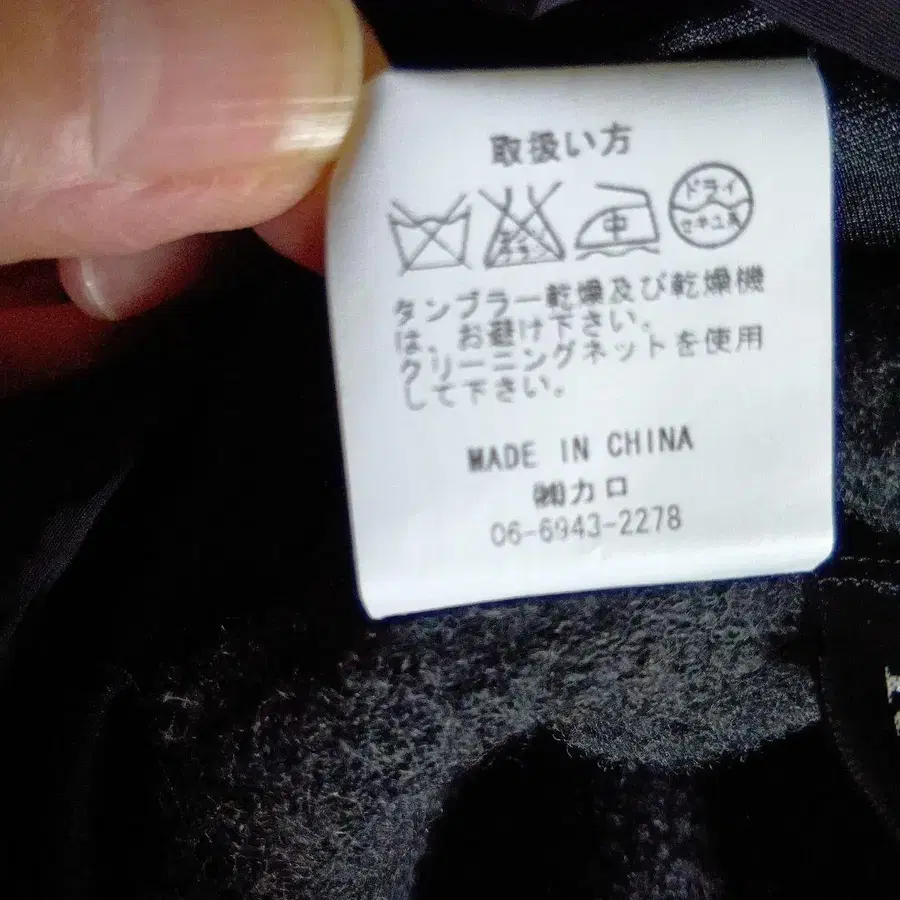 取扱い方
中
ドライ
セキユ系
タンブラー乾燥及び乾燥機
は、お避け下さい。
クリーニングネットを使用
して下さい。
MADE IN CHINA
㈲カロ
06-6943-2278